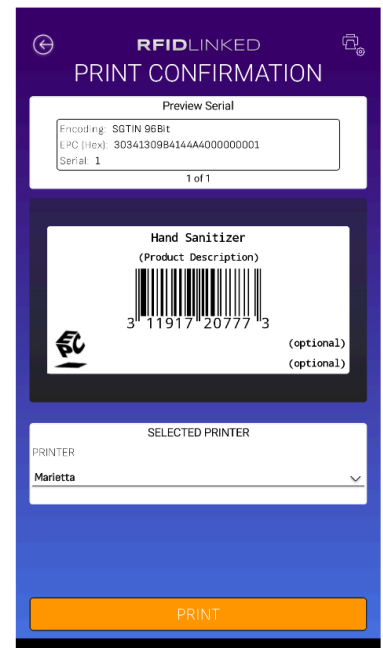 RFIDLINKED
PRINT CONFIRMATION
Preview Serial
Encoding: SGTIN 96Bit
EPC (Hex): 30341309B4144A4000000001
Serial: 1
1 of 1
Hand Sanitizer
(Product Description)
3 11917 20777 3
EPC
(optional)
(optional)
SELECTED PRINTER
PRINTER
Marietta
PRINT